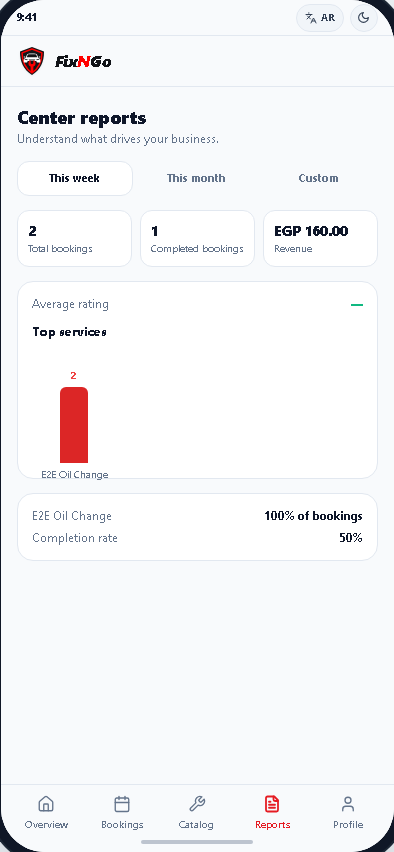 9:41
AR
FixNGo
Center reports
Understand what drives your business.
This week
This month
Custom
2
Total bookings
1
Completed bookings
EGP 160.00
Revenue
Average rating
—
Top services
2
E2E Oil Change
E2E Oil Change
100% of bookings
Completion rate
50%
Overview
Bookings
Catalog
Reports
Profile